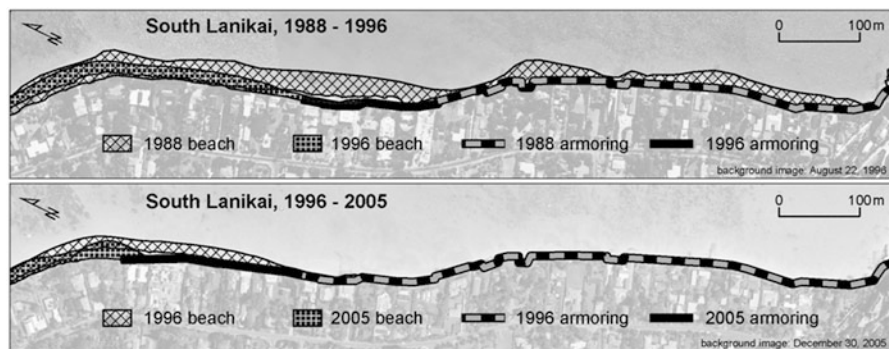 South Lanikai, 1988 - 1996
N
0 100m
1988 beach 1996 beach 1988 armoring 1996 armoring
background image: August 22, 1996
South Lanikai, 1996 - 2005
N
0 100m
1996 beach 2005 beach 1996 armoring 2005 armoring
background image: December 30, 2005